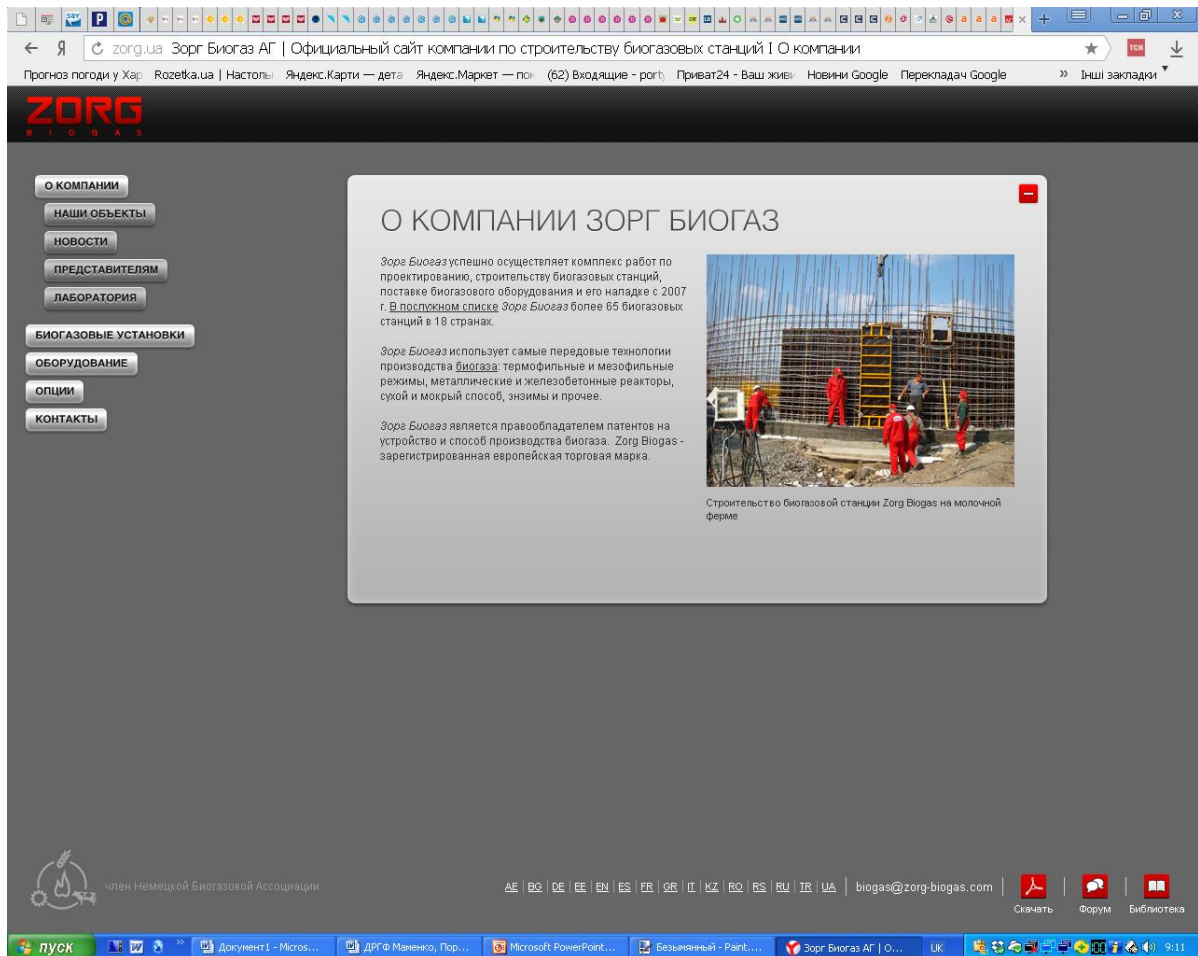 zorg.ua Зорг Биогаз АГ | Официальный сайт компании по строительству биогазовых станций I О компании
ТСН
Прогноз погоди у Хар Rozetka.ua | Настоль Яндекс.Карти — дета Яндекс.Маркет — пок (62) Входящие - port Приват24 - Ваш живи Новини Google Перекладач Google » Інші закладки
ZORG
BIOGAS
О КОМПАНИИ
НАШИ ОБЪЕКТЫ
НОВОСТИ
ПРЕДСТАВИТЕЛЯМ
ЛАБОРАТОРИЯ
БИОГАЗОВЫЕ УСТАНОВКИ
ОБОРУДОВАНИЕ
ОПЦИИ
КОНТАКТЫ
О КОМПАНИИ ЗОРГ БИОГАЗ
Зорг Биогаз успешно осуществляет комплекс работ по
проектированию, строительству биогазовых станций,
поставке биогазового оборудования и его наладке с 2007
г. В послужном списке Зорг Биогаз более 65 биогазовых
станций в 18 странах.
Зорг Биогаз использует самые передовые технологии
производства биогаза: термофильные и мезофильные
режимы, металлические и железобетонные реакторы,
сухой и мокрый способ, энзимы и прочее.
Зорг Биогаз является правообладателем патентов на
устройство и способ производства биогаза. Zorg Biogas -
зарегистрированная европейская торговая марка.
Строительство биогазовой станции Zorg Biogas на молочной
ферме
член Немецкой Биогазовой Ассоциации
AE | BG | DE | EE | EN | ES | FR | GR | IT | KZ | RO | RS | RU | TR | UA | biogas@zorg-biogas.com |
Скачать Форум Библиотека
пуск Документ1 - Micros... ДРГФ Маменко, Пор... Microsoft PowerPoint... Безымянный - Paint.... Зорг Биогаз АГ | О... UK 9:11